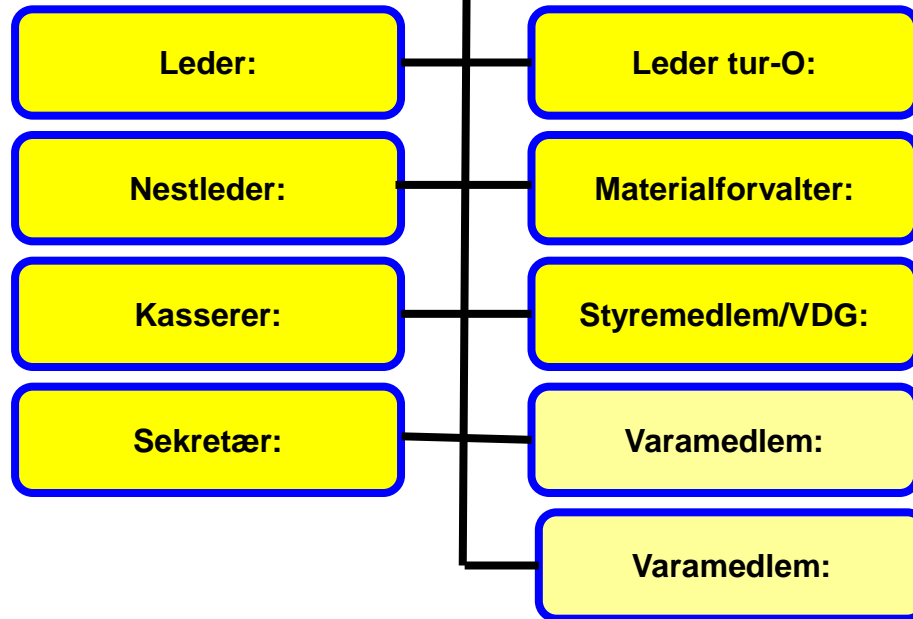 Leder:
Leder tur-O:
Nestleder:
Materialforvalter:
Kasserer:
Styremedlem/VDG:
Sekretær:
Varamedlem:
Varamedlem: